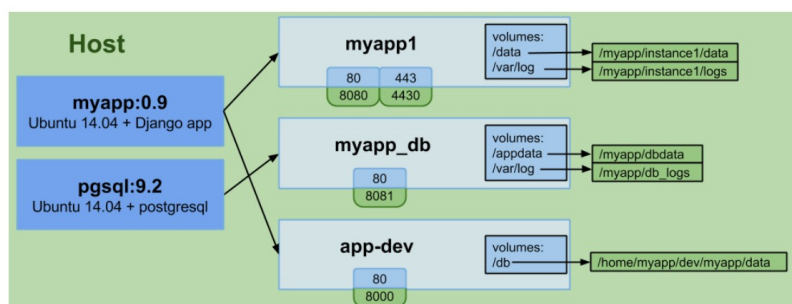 Host
myapp:0.9
Ubuntu 14.04 + Django app
pgsql:9.2
Ubuntu 14.04 + postgresql
myapp1
80 443
8080 4430
volumes:
/data /myapp/instance1/data
/var/log /myapp/instance1/logs
myapp_db
80
8081
volumes:
/appdata /myapp/dbdata
/var/log /myapp/db_logs
app-dev
80
8000
volumes:
/db /home/myapp/dev/myapp/data